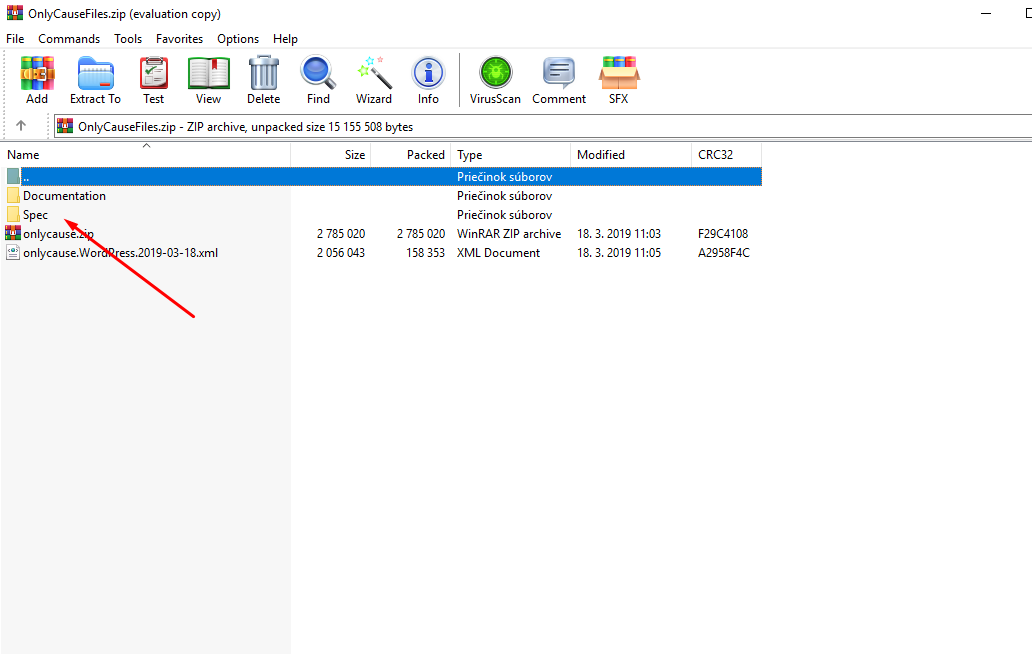 OnlyCauseFiles.zip (evaluation copy)
File Commands Tools Favorites Options Help
Add Extract To Test View Delete Find Wizard Info VirusScan Comment SFX
OnlyCauseFiles.zip - ZIP archive, unpacked size 15 155 508 bytes
Name Size Packed Type Modified CRC32
.. Priečinok súborov
Documentation Priečinok súborov
Spec Priečinok súborov
onlycause.zip 2 785 020 2 785 020 WinRAR ZIP archive 18. 3. 2019 11:03 F29C4108
onlycause.WordPress.2019-03-18.xml 2 056 043 158 353 XML Document 18. 3. 2019 11:05 A2958F4C